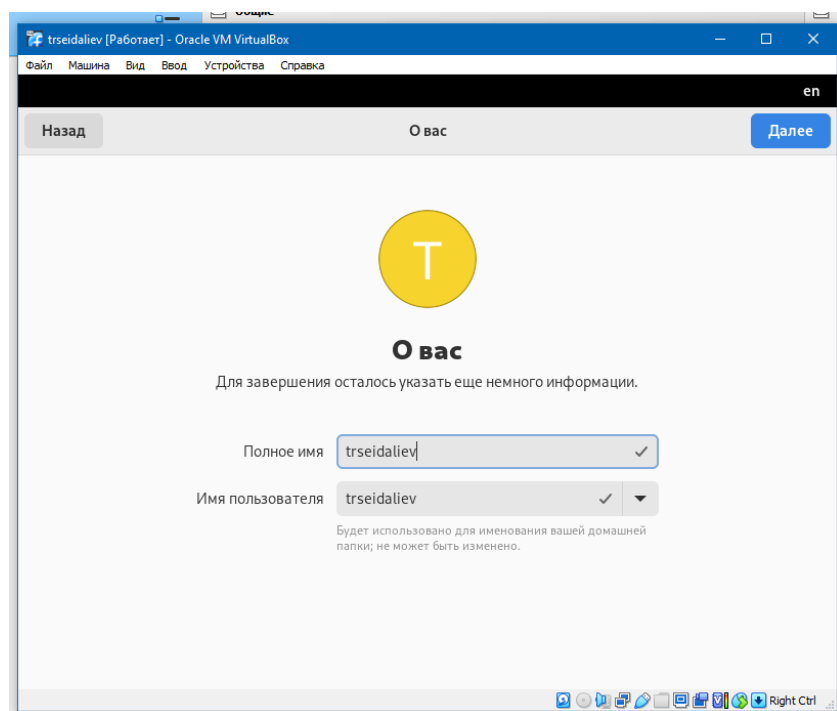 Общие
trseidaliev [Работает] - Oracle VM VirtualBox
Файл Машина Вид Ввод Устройства Справка
en
Назад О вас Далее
T
О вас
Для завершения осталось указать еще немного информации.
Полное имя trseidaliev
Имя пользователя trseidaliev
Будет использовано для именования вашей домашней
папки; не может быть изменено.
Right Ctrl